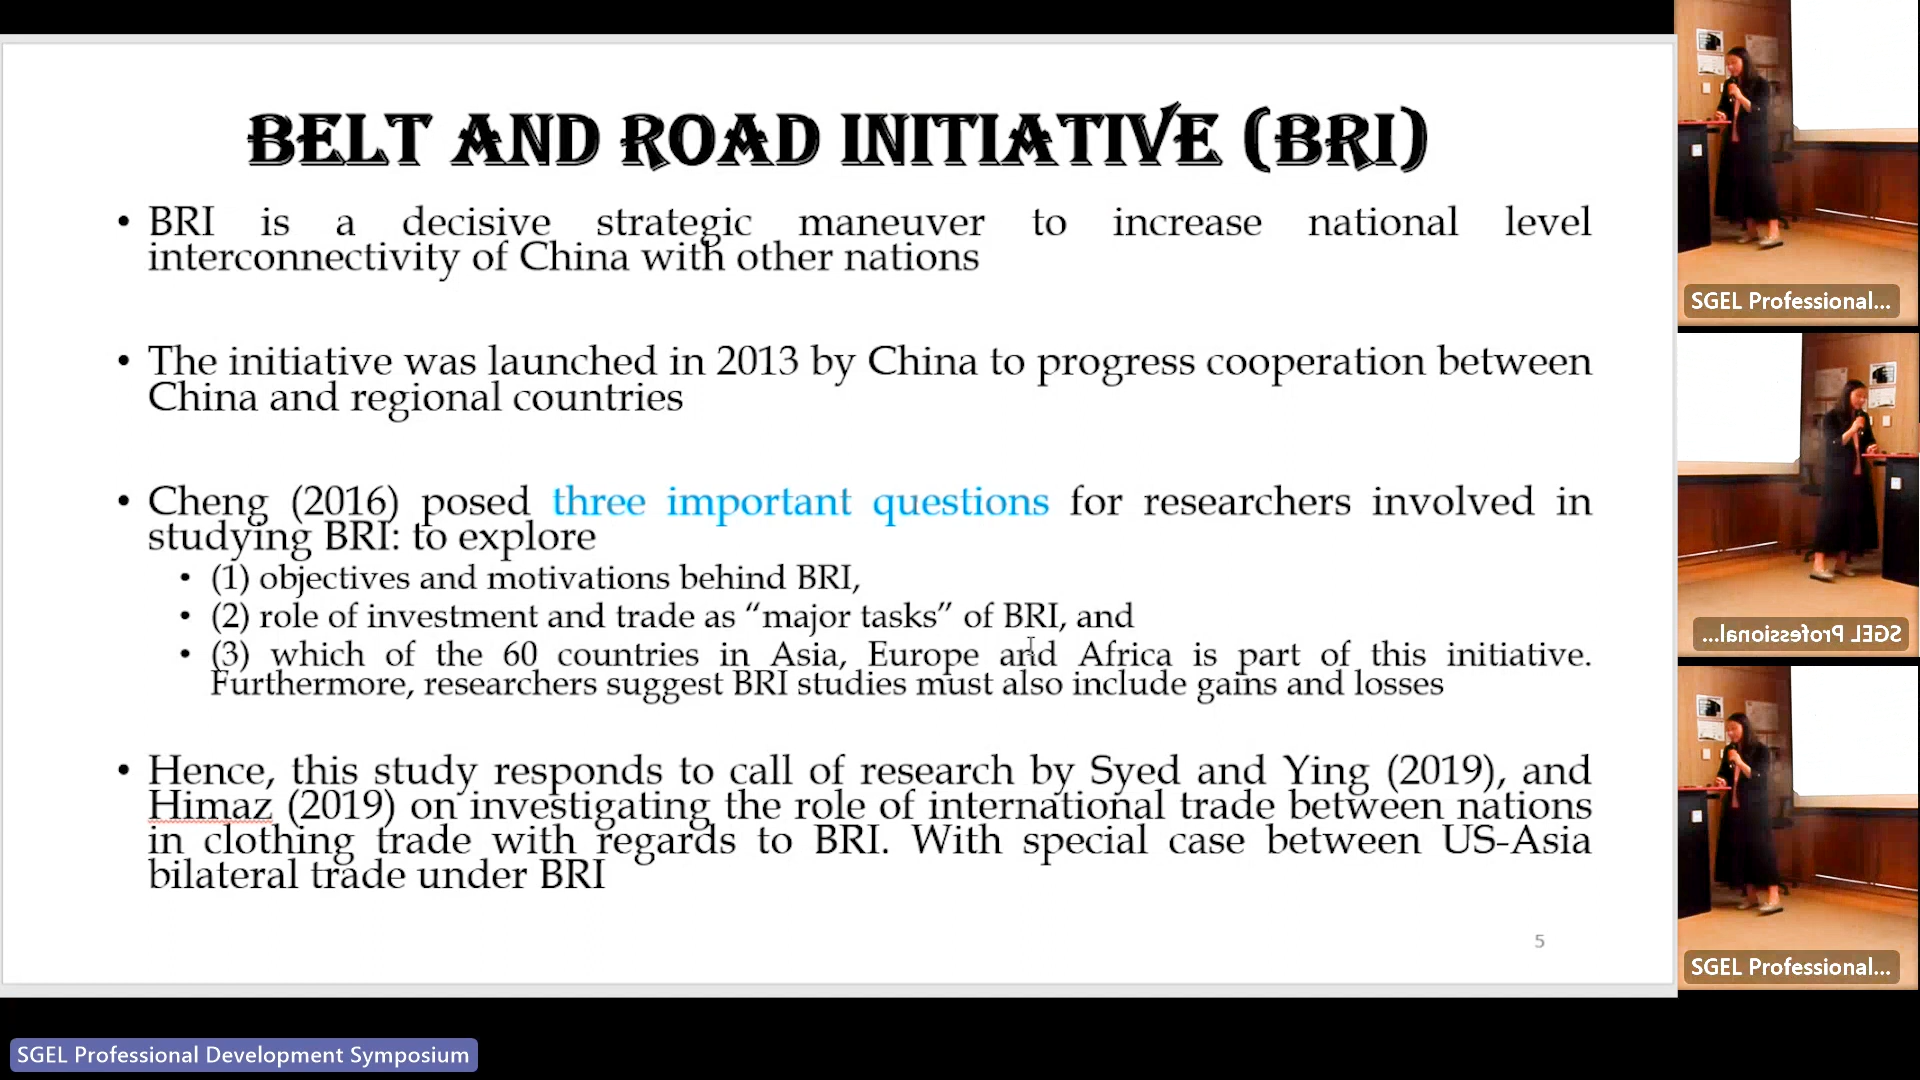 BELT AND ROAD INITIATIVE (BRI)
• BRI is a decisive strategic maneuver to increase national level
interconnectivity of China with other nations
• The initiative was launched in 2013 by China to progress cooperation between
China and regional countries
• Cheng (2016) posed three important questions for researchers involved in
studying BRI: to explore
• (1) objectives and motivations behind BRI,
• (2) role of investment and trade as “major tasks” of BRI, and
• (3) which of the 60 countries in Asia, Europe and Africa is part of this initiative.
Furthermore, researchers suggest BRI studies must also include gains and losses
• Hence, this study responds to call of research by Syed and Ying (2019), and
Himaz (2019) on investigating the role of international trade between nations
in clothing trade with regards to BRI. With special case between US-Asia
bilateral trade under BRI
5
SGEL Professional...
SGEL Professional...
SGEL Professional...
SGEL Professional Development Symposium